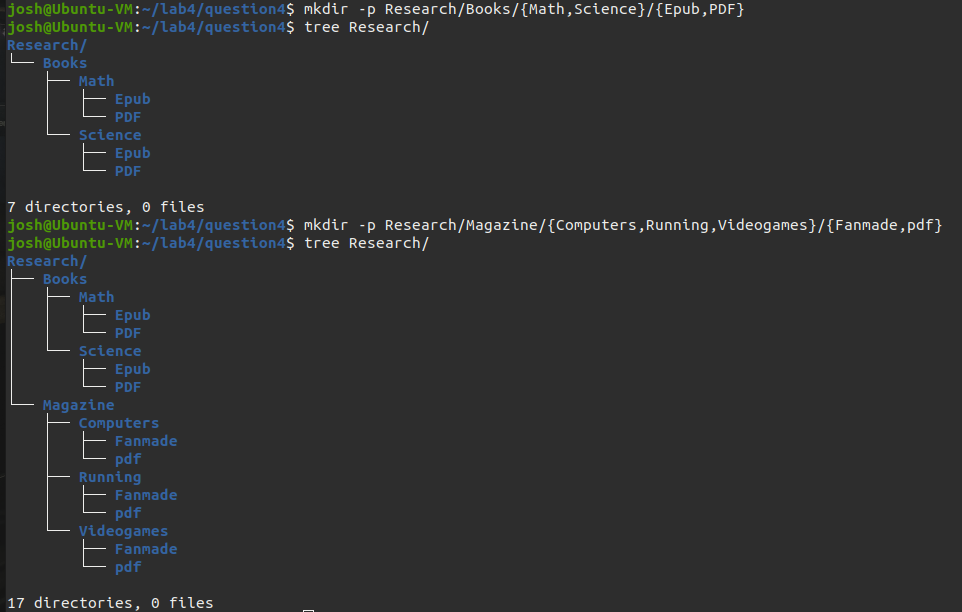 josh@Ubuntu-VM:~/lab4/question4$ mkdir -p Research/Books/{Math,Science}/{Epub,PDF}
josh@Ubuntu-VM:~/lab4/question4$ tree Research/
Research/
└── Books
    ├── Math
    │   ├── Epub
    │   └── PDF
    └── Science
        ├── Epub
        └── PDF

7 directories, 0 files
josh@Ubuntu-VM:~/lab4/question4$ mkdir -p Research/Magazine/{Computers,Running,Videogames}/{Fanmade,pdf}
josh@Ubuntu-VM:~/lab4/question4$ tree Research/
Research/
├── Books
│   ├── Math
│   │   ├── Epub
│   │   └── PDF
│   └── Science
│       ├── Epub
│       └── PDF
└── Magazine
    ├── Computers
    │   ├── Fanmade
    │   └── pdf
    ├── Running
    │   ├── Fanmade
    │   └── pdf
    └── Videogames
        ├── Fanmade
        └── pdf

17 directories, 0 files